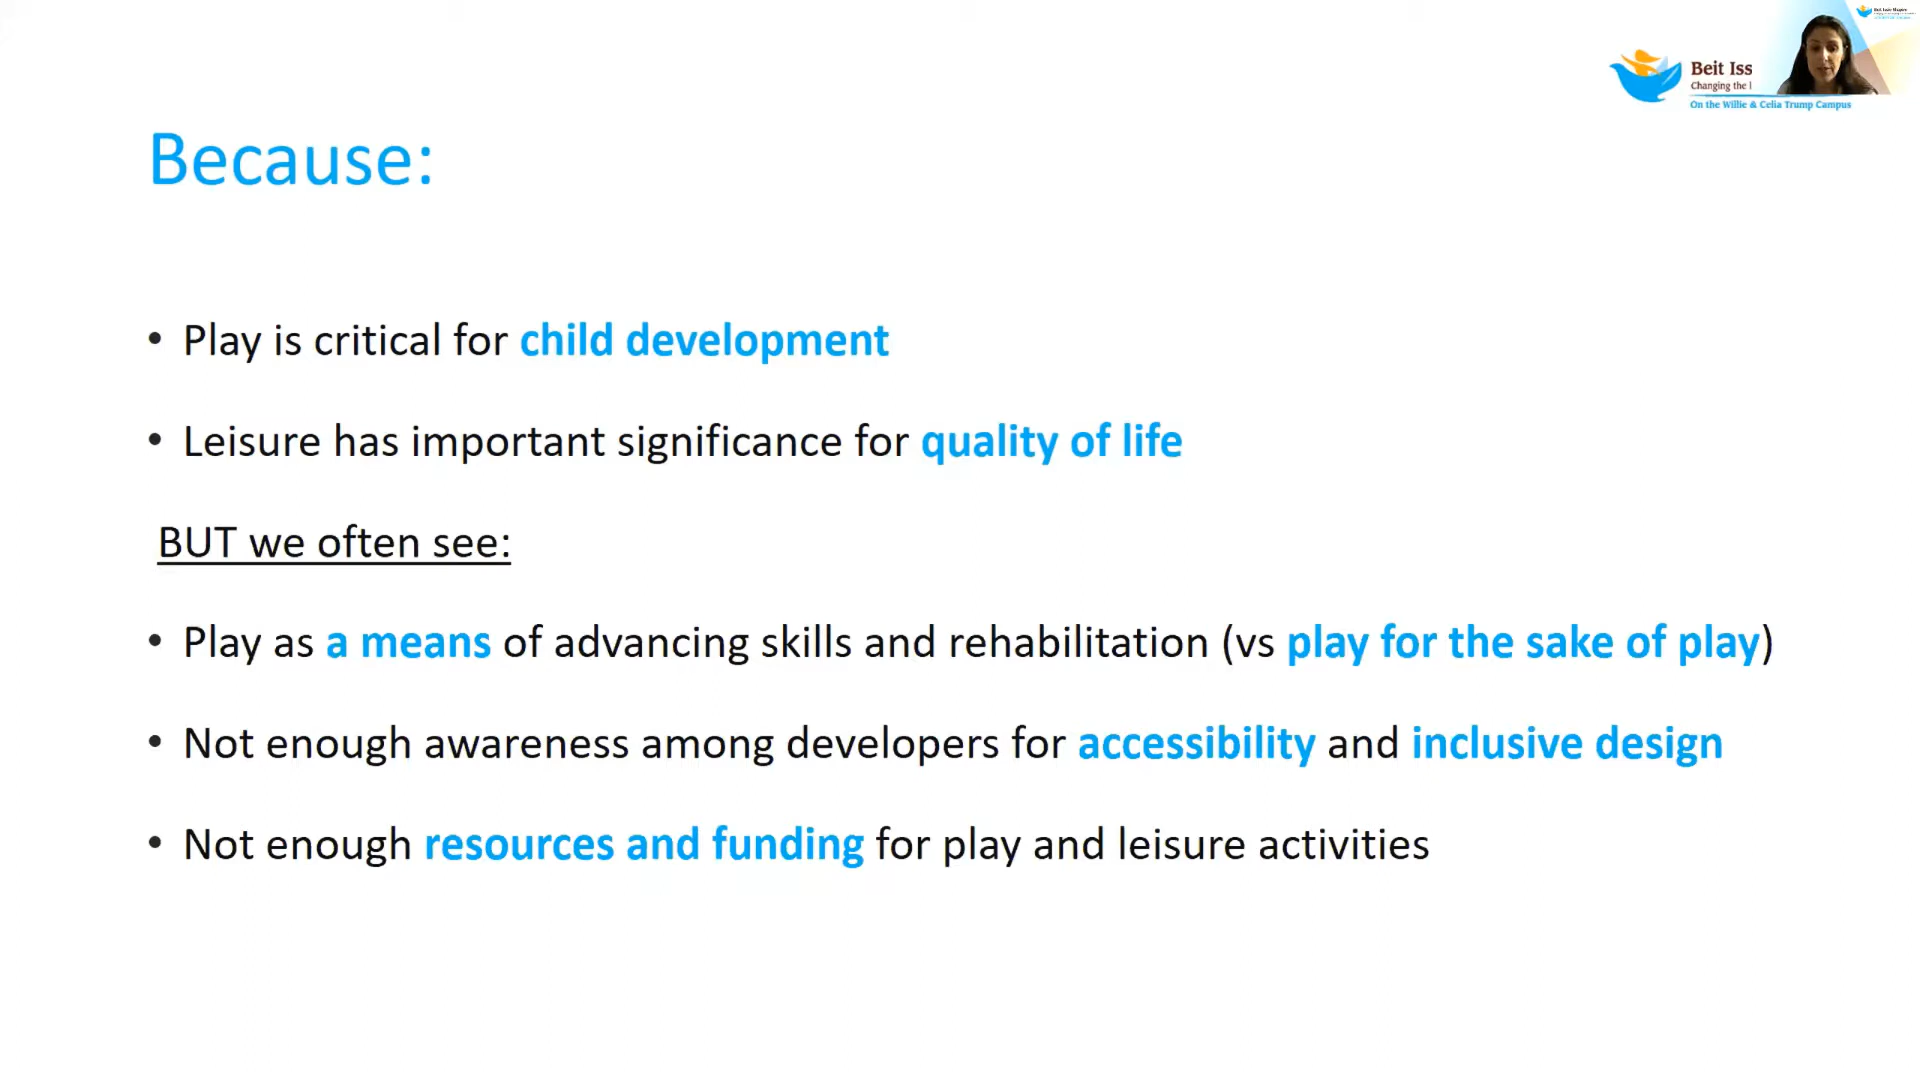 Beit Iss
Changing the l
On the Willie & Celia Trump Campus
Because:
• Play is critical for child development
• Leisure has important significance for quality of life
BUT we often see:
• Play as a means of advancing skills and rehabilitation (vs play for the sake of play)
• Not enough awareness among developers for accessibility and inclusive design
• Not enough resources and funding for play and leisure activities